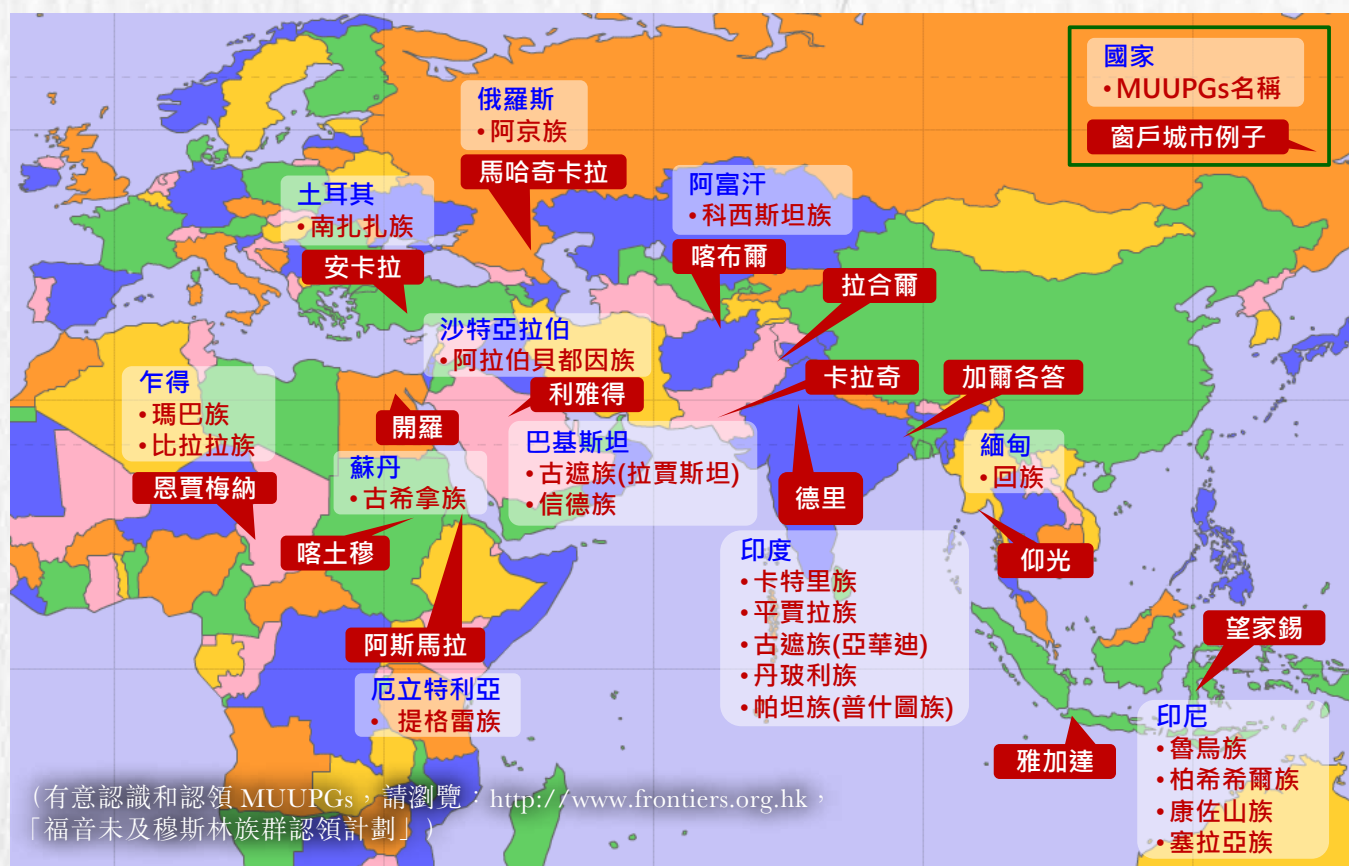 國家
•MUUPGs名稱
窗戶城市例子
俄羅斯
•阿京族
馬哈奇卡拉
土耳其
•南扎扎族
安卡拉
阿富汗
•科西斯坦族
喀布爾
拉合爾
沙特亞拉伯
•阿拉伯貝都因族
利雅得
卡拉奇
加爾各答
乍得
•瑪巴族
•比拉拉族
恩賈梅納
開羅
蘇丹
•古希拿族
喀土穆
巴基斯坦
•古遮族(拉賈斯坦)
•信德族
德里
緬甸
•回族
仰光
印度
•卡特里族
•平賈拉族
•古遮族(亞華迪)
•丹玻利族
•帕坦族(普什圖族)
阿斯馬拉
厄立特利亞
• 提格雷族
望家錫
雅加達
印尼
•魯烏族
•柏希希爾族
•康佐山族
•塞拉亞族
(有意認識和認領 MUUPGs，請瀏覽：http://www.frontiers.org.hk，
「福音未及穆斯林族群認領計劃」)